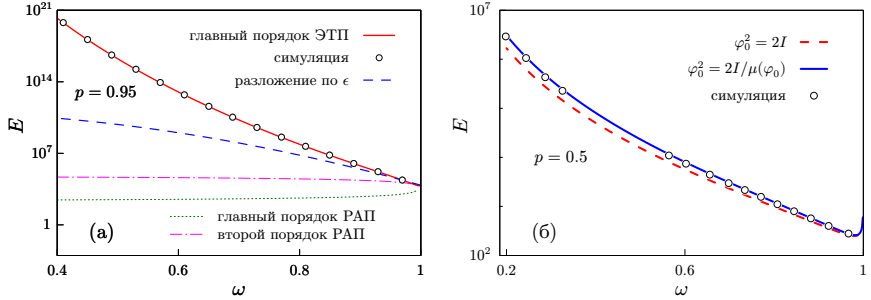 10^21
10^14
10^7
1
E
главный порядок ЭТП
симуляция
разложение по ϵ
p = 0.95
(а)
главный порядок РАП
второй порядок РАП
0.4
0.6
0.8
1
ω
10^7
10^2
E
φ_0^2 = 2I
φ_0^2 = 2I/μ(φ_0)
симуляция
p = 0.5
(б)
0.2
0.6
1
ω